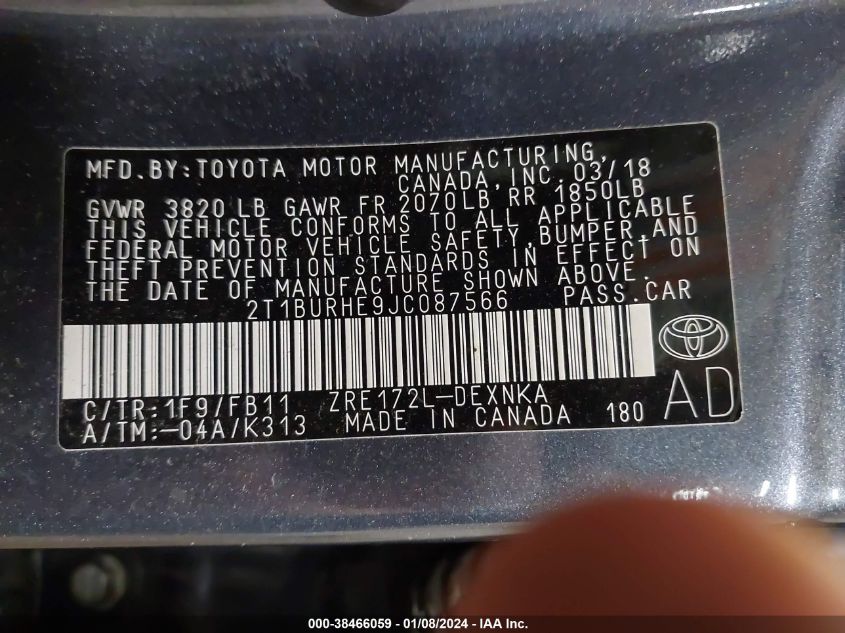 MFD.BY:TOYOTA MOTOR MANUFACTURING,
CANADA,INC. 03/18
GVWR 3820 LB GAWR FR 2070LB, RR 1850LB
THIS VEHICLE CONFORMS TO ALL APPLICABLE
FEDERAL MOTOR VEHICLE SAFETY,BUMPER,AND
THEFT PREVENTION STANDARDS IN EFFECT ON
THE DATE OF MANUFACTURE SHOWN ABOVE.
2T1BURHE9JC087566 PASS.CAR
C/TR:1F9/FB11 ZRE172L-DEXNKA
A/TM:-04A/K313 MADE IN CANADA 180 AD
000-38466059 - 01/08/2024 - IAA Inc.